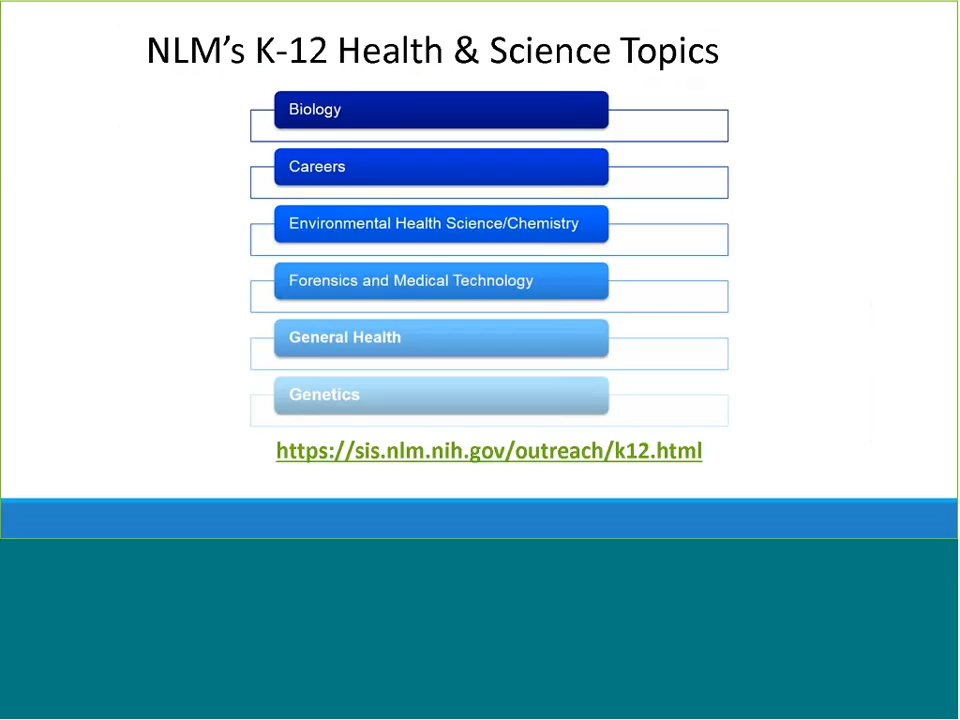 NLM’s K-12 Health & Science Topics
Biology
Careers
Environmental Health Science/Chemistry
Forensics and Medical Technology
General Health
Genetics
https://sis.nlm.nih.gov/outreach/k12.html